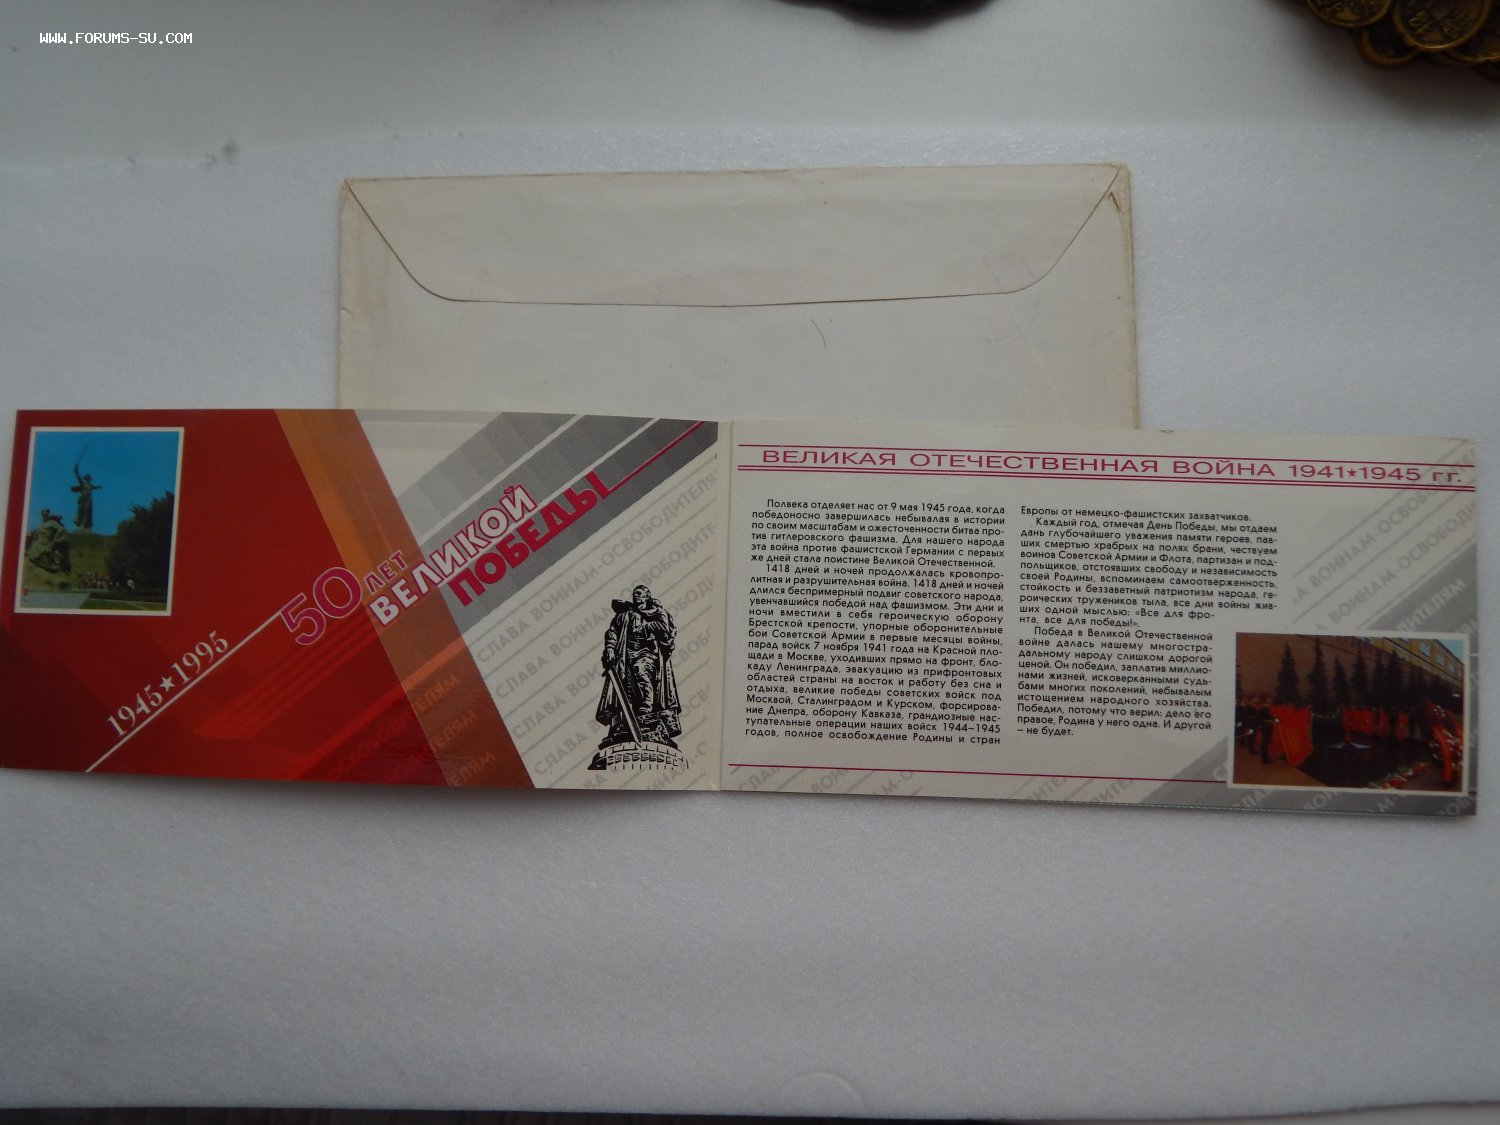 WWW.FORUMS-SU.COM
1945★1995
50 ЛЕТ
ВЕЛИКОЙ
ПОБЕДЫ
СЛАВА ВОИНАМ-ОСВОБОДИТЕЛЯМ
ВЕЛИКАЯ ОТЕЧЕСТВЕННАЯ ВОЙНА 1941★1945 гг.
Полвека отделяет нас от 9 мая 1945 года, когда
победоносно завершилась небывалая в истории
по своим масштабам и ожесточенности битва про-
тив гитлеровского фашизма. Для нашего народа
эта война против фашистской Германии с первых
же дней стала поистине Великой Отечественной.
1418 дней и ночей продолжалась кровопро-
литная и разрушительная война. 1418 дней и ночей
длился беспримерный подвиг советского народа,
увенчавшийся победой над фашизмом. Эти дни и
ночи вместили в себя героическую оборону
Брестской крепости, упорные оборонительные
бои Советской Армии в первые месяцы войны,
парад войск 7 ноября 1941 года на Красной пло-
щади в Москве, уходивших прямо на фронт, бло-
каду Ленинграда, эвакуацию из прифронтовых
областей страны на восток и работу без сна и
отдыха, великие победы советских войск под
Москвой, Сталинградом и Курском, форсирова-
ние Днепра, оборону Кавказа, грандиозные нас-
тупательные операции наших войск 1944–1945
годов, полное освобождение Родины и стран
Европы от немецко-фашистских захватчиков.
Каждый год, отмечая День Победы, мы отдаем
дань глубочайшего уважения памяти героев, пав-
ших смертью храбрых на полях брани, чествуем
воинов Советской Армии и Флота, партизан и под-
польщиков, отстоявших свободу и независимость
своей Родины, вспоминаем самоотверженность,
стойкость и беззаветный патриотизм народа, ге-
роических тружеников тыла, все дни войны жив-
ших одной мыслью: «Все для фро-
нта, все для победы!».
Победа в Великой Отечественной
войне далась нашему многостра-
дальному народу слишком дорогой
ценой. Он победил, заплатив миллио-
нами жизней, исковерканными судь-
бами многих поколений, небывалым
истощением народного хозяйства.
Победил, потому что верил: дело его
правое, Родина у него одна. И другой
– не будет.